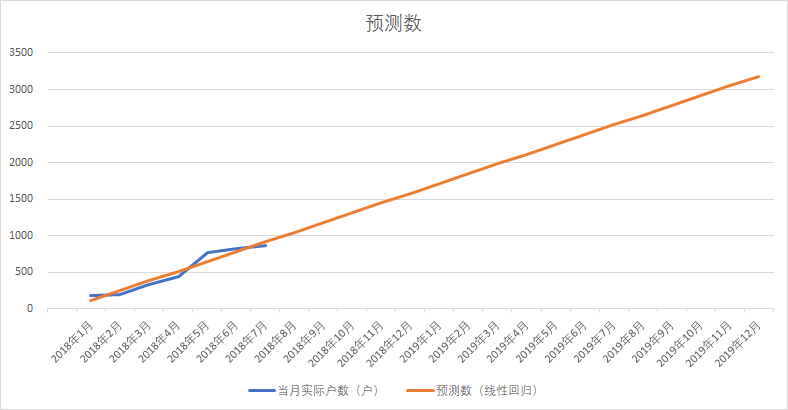 预测数
3500
3000
2500
2000
1500
1000
500
0
2018年1月
2018年2月
2018年3月
2018年4月
2018年5月
2018年6月
2018年7月
2018年8月
2018年9月
2018年10月
2018年11月
2018年12月
2019年1月
2019年2月
2019年3月
2019年4月
2019年5月
2019年6月
2019年7月
2019年8月
2019年9月
2019年10月
2019年11月
2019年12月
当月实际户数（户）
预测数（线性回归）